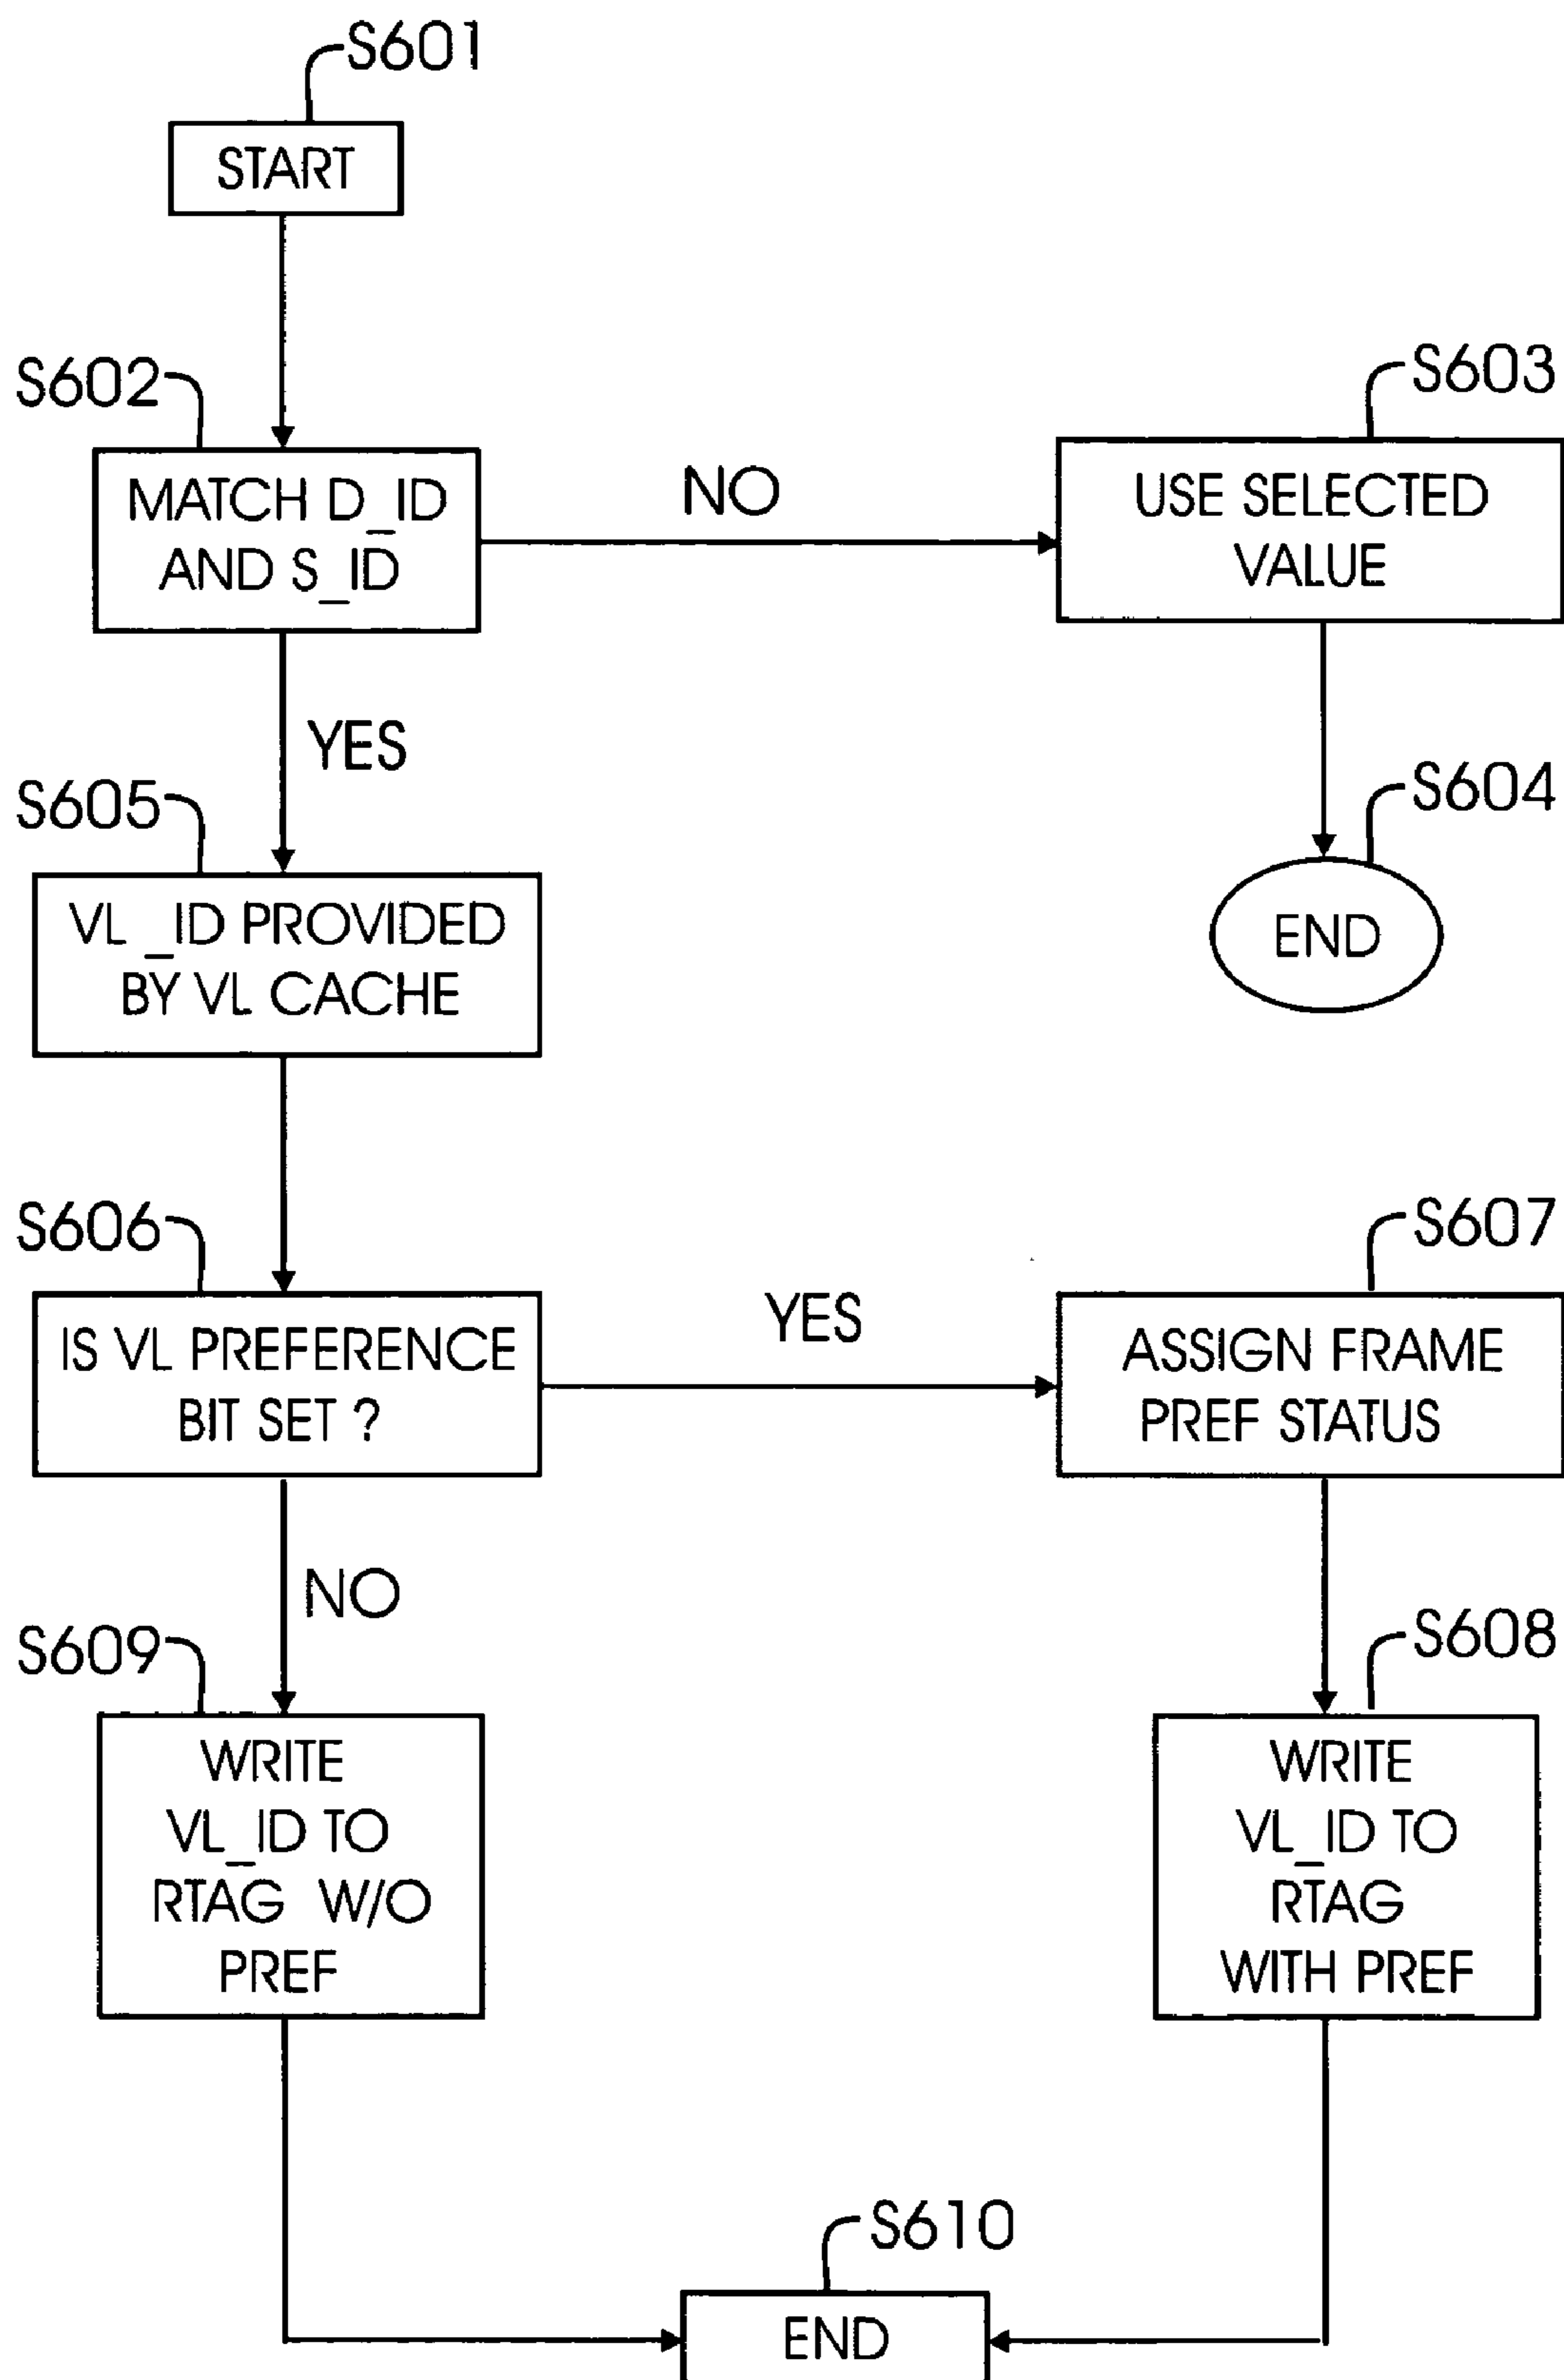 S601
START
S602
MATCH D_ID
AND S_ID
NO
S603
USE SELECTED
VALUE
YES
S604
END
S605
VL _ID PROVIDED
BY VL CACHE
S606
IS VL PREFERENCE
BIT SET ?
YES
S607
ASSIGN FRAME
PREF STATUS
NO
S609
WRITE
VL_ID TO
RTAG W/O
PREF
S608
WRITE
VL_ID TO
RTAG
WITH PREF
S610
END